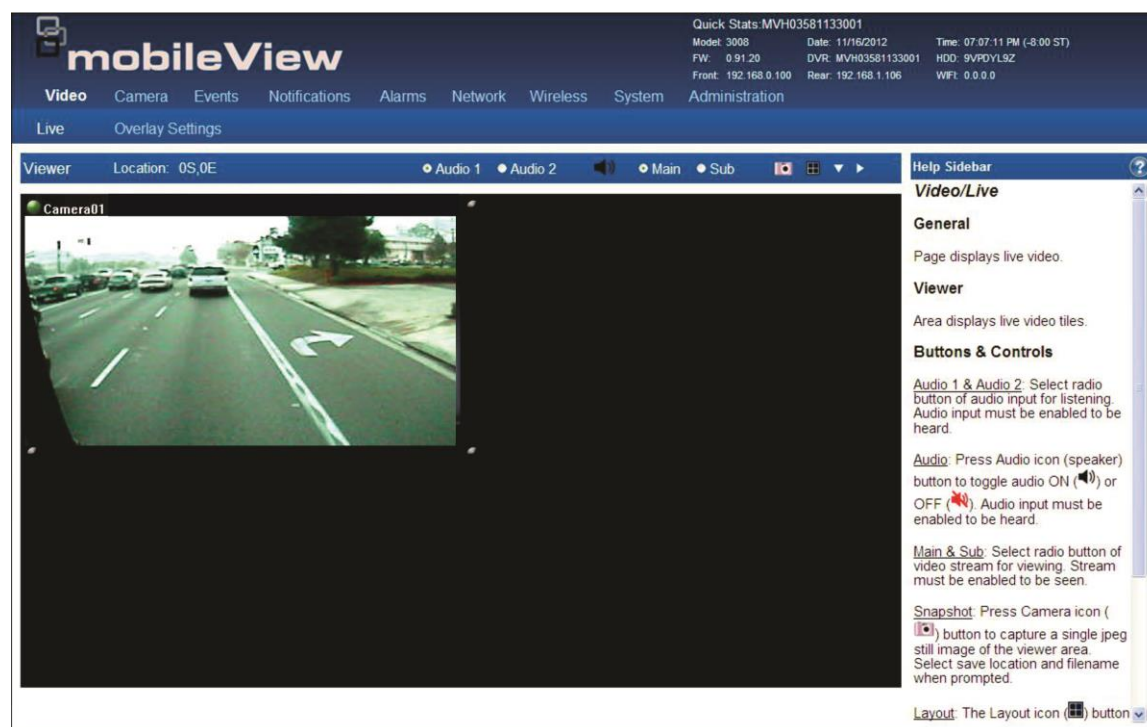 mobileView
Quick Stats:MVH03581133001
Model: 3008 Date: 11/16/2012 Time: 07:07:11 PM (-8:00 ST)
FW: 0.91.20 DVR: MVH03581133001 HDD: 9VPDYL9Z
Front: 192.168.0.100 Rear: 192.168.1.106 WIFI: 0.0.0.0
Video Camera Events Notifications Alarms Network Wireless System Administration
Live Overlay Settings
Viewer Location: 0S,0E Audio 1 Audio 2 Main Sub
Camera01
Help Sidebar ?
Video/Live
General
Page displays live video.
Viewer
Area displays live video tiles.
Buttons & Controls
Audio 1 & Audio 2: Select radio
button of audio input for listening.
Audio input must be enabled to be
heard.
Audio: Press Audio icon (speaker)
button to toggle audio ON () or
OFF (). Audio input must be
enabled to be heard.
Main & Sub: Select radio button of
video stream for viewing. Stream
must be enabled to be seen.
Snapshot: Press Camera icon (
) button to capture a single jpeg
still image of the viewer area.
Select save location and filename
when prompted.
Layout: The Layout icon () button